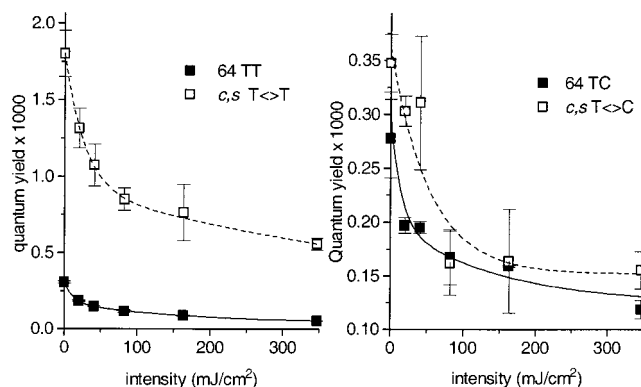 2.0
1.5
1.0
0.5
0.0
quantum yield x 1000
64 TT
c,s T<>T
0
100
200
300
intensity (mJ/cm²)
0.35
0.30
0.25
0.20
0.15
0.10
Quantum yield x 1000
64 TC
c,s T<>C
0
100
200
300
intensity (mJ/cm²)